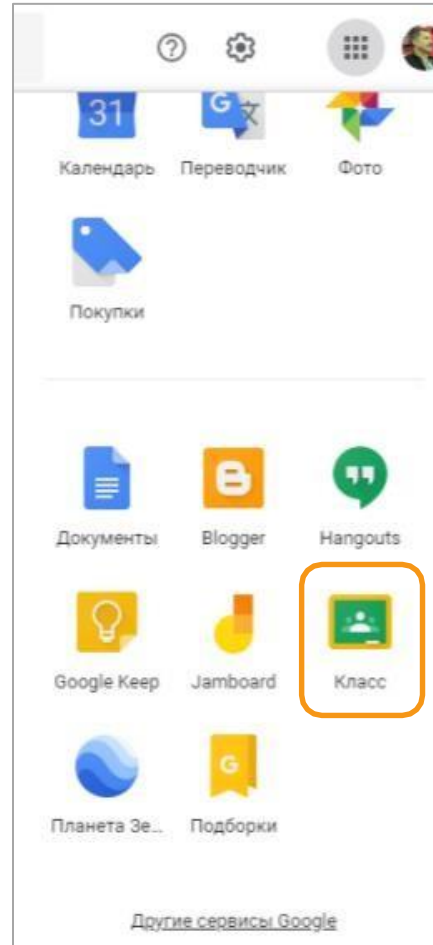 31
G
Календарь Переводчик Фото
Покупки
Документы Blogger Hangouts
Google Keep Jamboard Класс
G
Планета Зе... Подборки
Другие сервисы Google